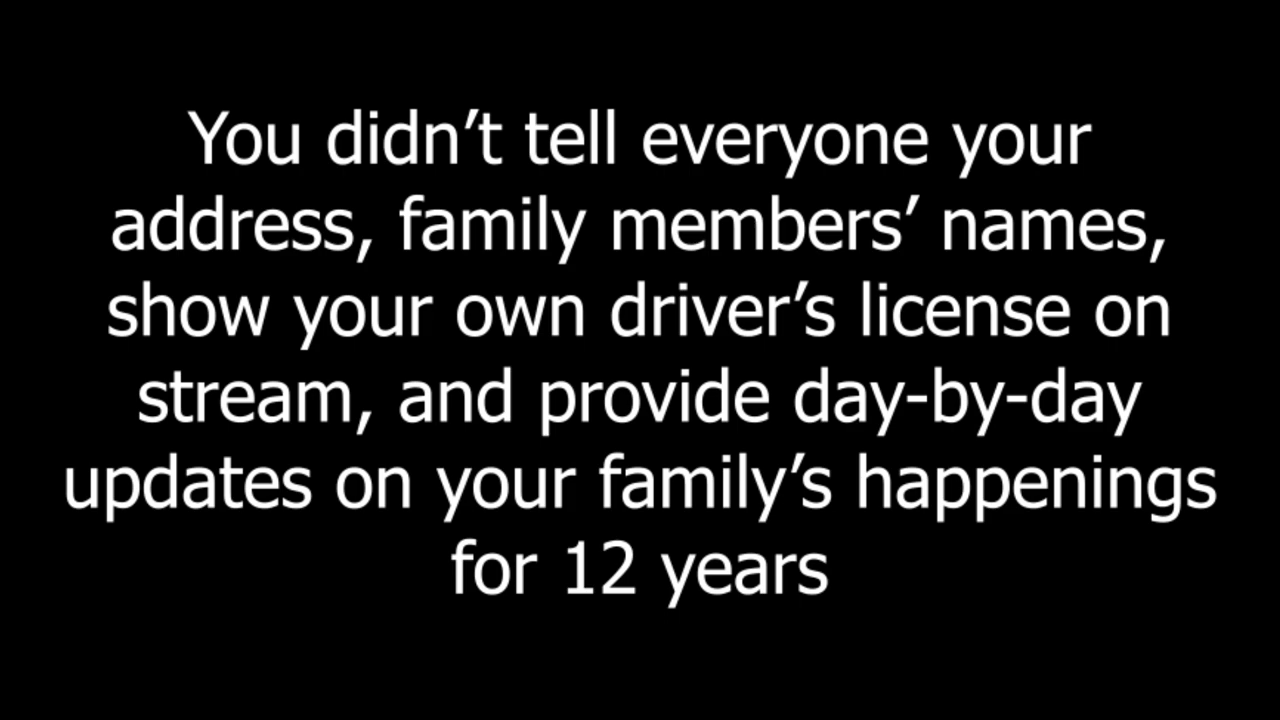 You didn’t tell everyone your
address, family members’ names,
show your own driver’s license on
stream, and provide day-by-day
updates on your family’s happenings
for 12 years